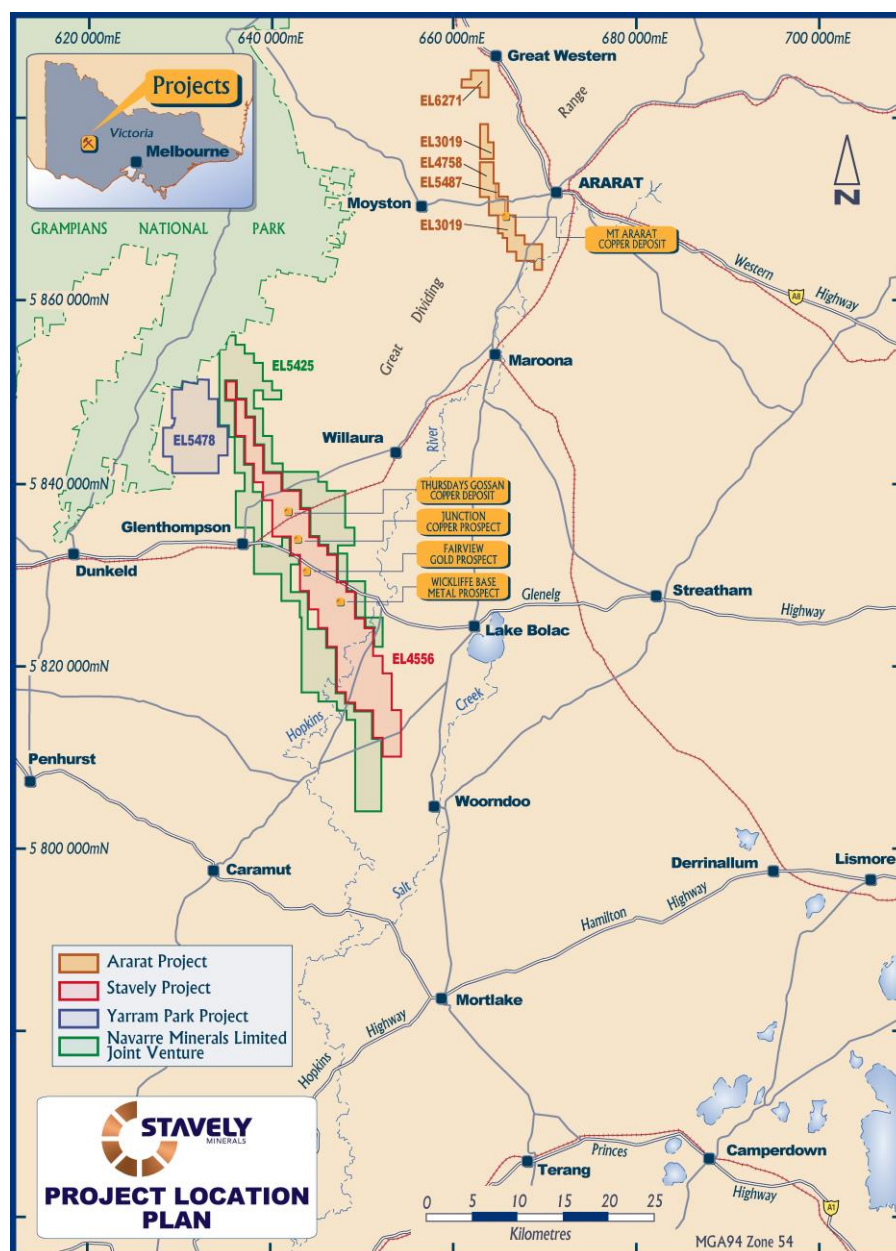 620 000mE
640 000mE
660 000mE
680 000mE
700 000mE
Projects
Victoria
Melbourne
Great Western
EL6271
Range
EL3019
EL4758
EL5487
ARARAT
Moyston
EL3019
MT ARARAT
COPPER DEPOSIT
N
GRAMPIANS NATIONAL PARK
Western
Highway
A8
5 860 000mN
Great Dividing
Maroona
EL5425
EL5478
Willaura
River
5 840 000mN
THURSDAYS GOSSAN
COPPER DEPOSIT
JUNCTION
COPPER PROSPECT
Glenthompson
FAIRVIEW
GOLD PROSPECT
Dunkeld
WICKLIFFE BASE
METAL PROSPECT
Glenelg
Streatham
Highway
Lake Bolac
5 820 000mN
EL4556
Hopkins
Creek
Penhurst
Woorndoo
5 800 000mN
Caramut
Derrinallum
Lismore
Salt
Hamilton
Highway
Ararat Project
Stavely Project
Yarram Park Project
Navarre Minerals Limited
Joint Venture
Mortlake
Highway
Hopkins
STAVELY
MINERALS
PROJECT LOCATION
PLAN
Terang
Princes
Camperdown
Highway
A1
0 5 10 15 20 25
Kilometres
MGA94 Zone 54